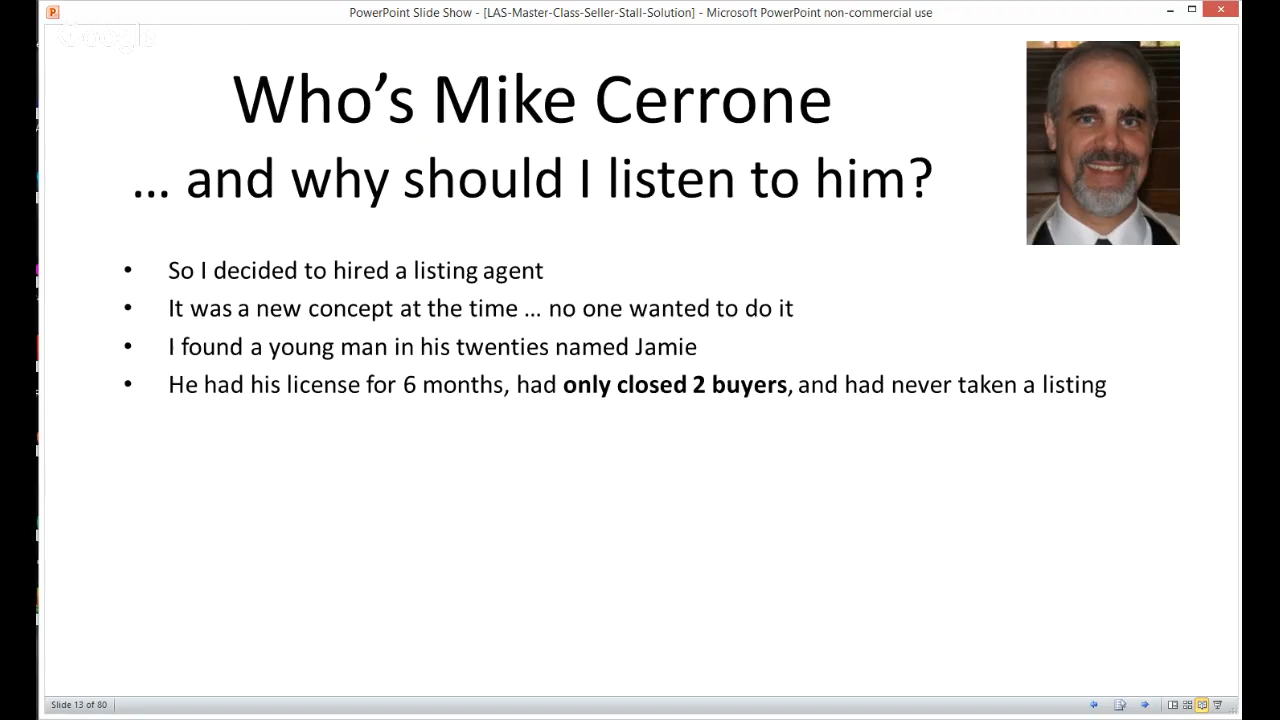 PowerPoint Slide Show - [LAS-Master-Class-Seller-Stall-Solution] - Microsoft PowerPoint non-commercial use
Google
Who’s Mike Cerrone
... and why should I listen to him?
• So I decided to hired a listing agent
• It was a new concept at the time ... no one wanted to do it
• I found a young man in his twenties named Jamie
• He had his license for 6 months, had only closed 2 buyers, and had never taken a listing
Slide 13 of 80